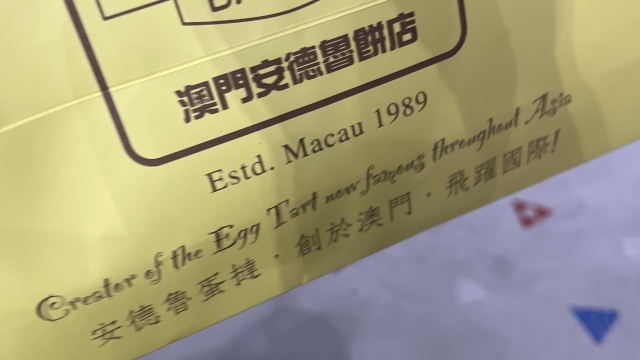 澳門安德魯餅店
Estd. Macau 1989
Creator of the Egg Tart now famous throughout Asia
安德魯蛋撻·創於澳門·飛躍國際!